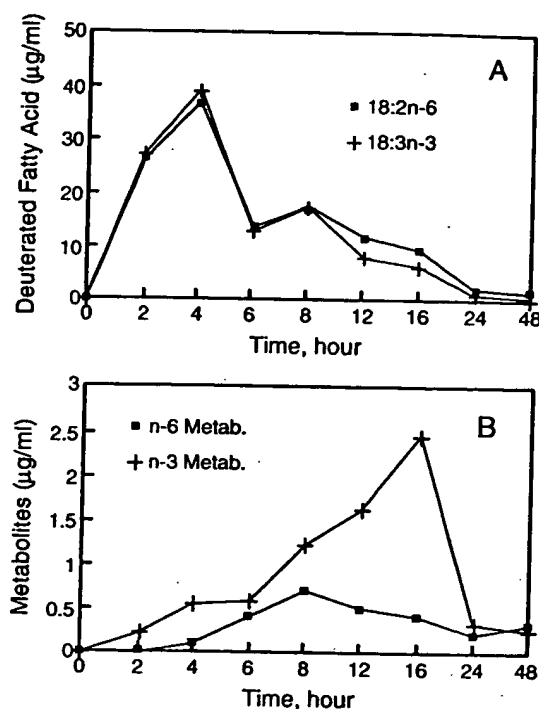 50
40
30
20
10
0
Deuterated Fatty Acid (µg/ml)
A
18:2n-6
18:3n-3
0 2 4 6 8 12 16 24 48
Time, hour
3
2.5
2
1.5
1
0.5
0
Metabolites (µg/ml)
B
n-6 Metab.
n-3 Metab.
0 2 4 6 8 12 16 24 48
Time, hour